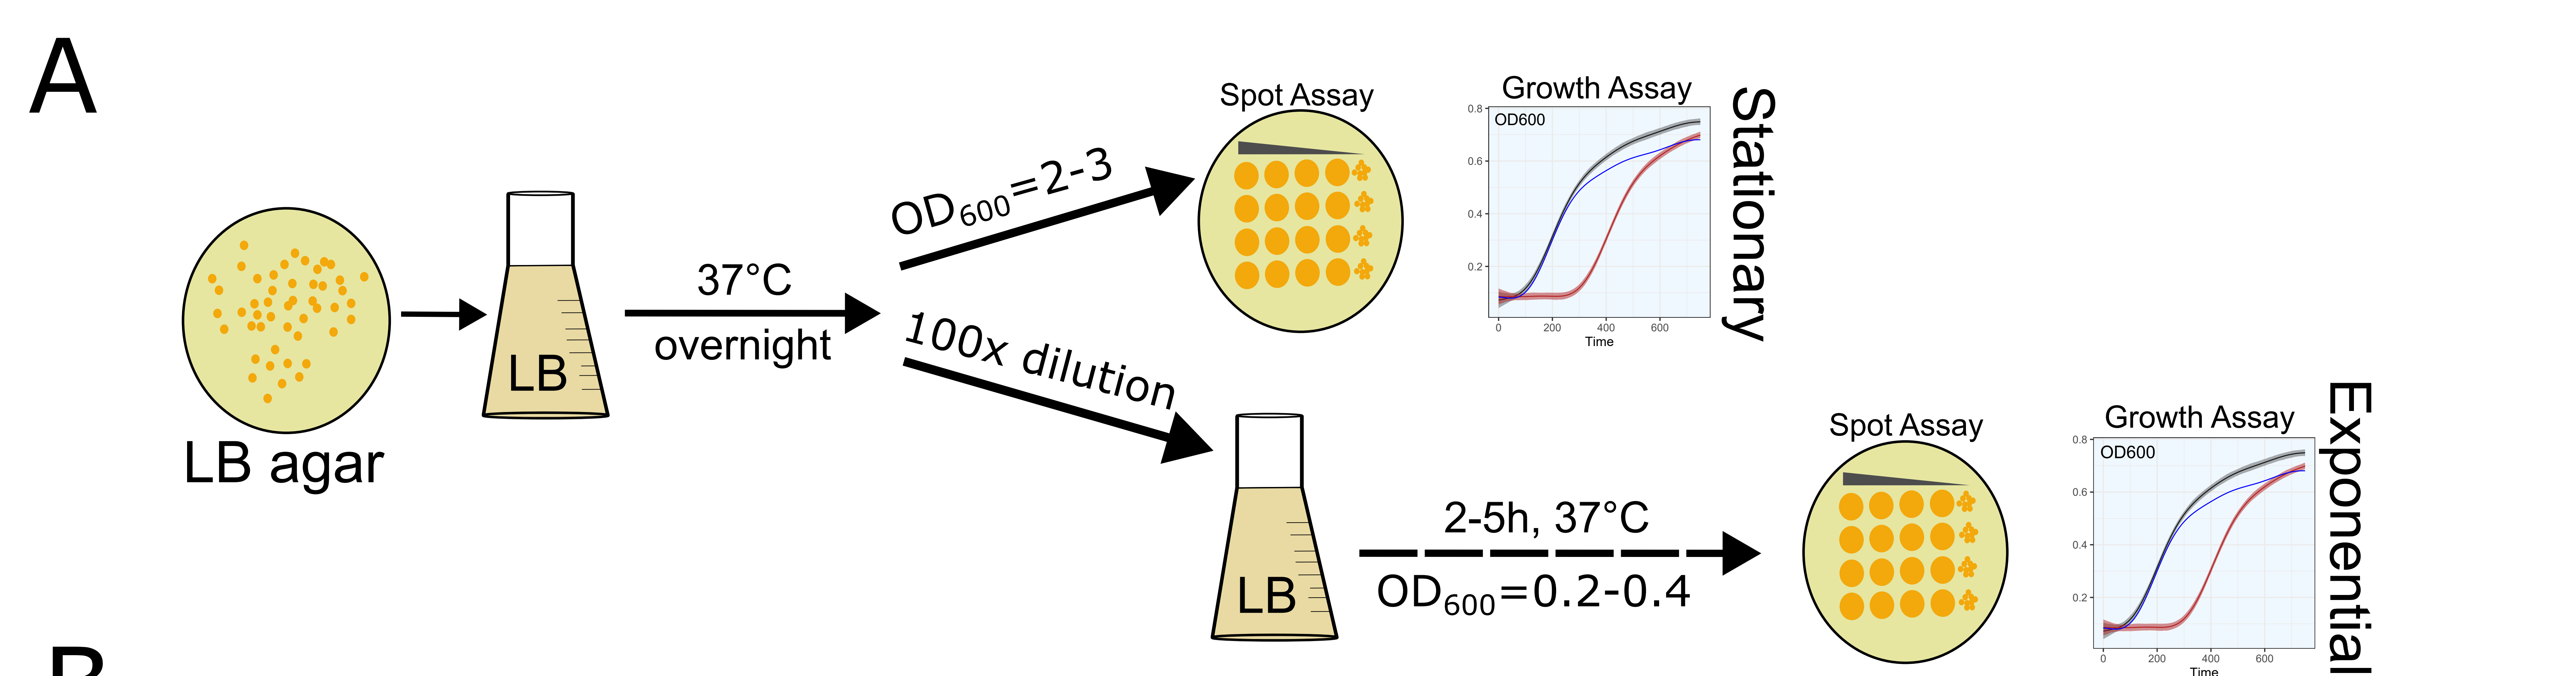 A
LB agar
LB
37°C
overnight
OD600=2-3
100x dilution
Spot Assay
Growth Assay
OD600
0.8
0.6
0.4
0.2
0 200 400 600
Time
Stationary
LB
2-5h, 37°C
OD600=0.2-0.4
Spot Assay
Growth Assay
OD600
0.8
0.6
0.4
0.2
0 200 400 600
Time
Exponential
B